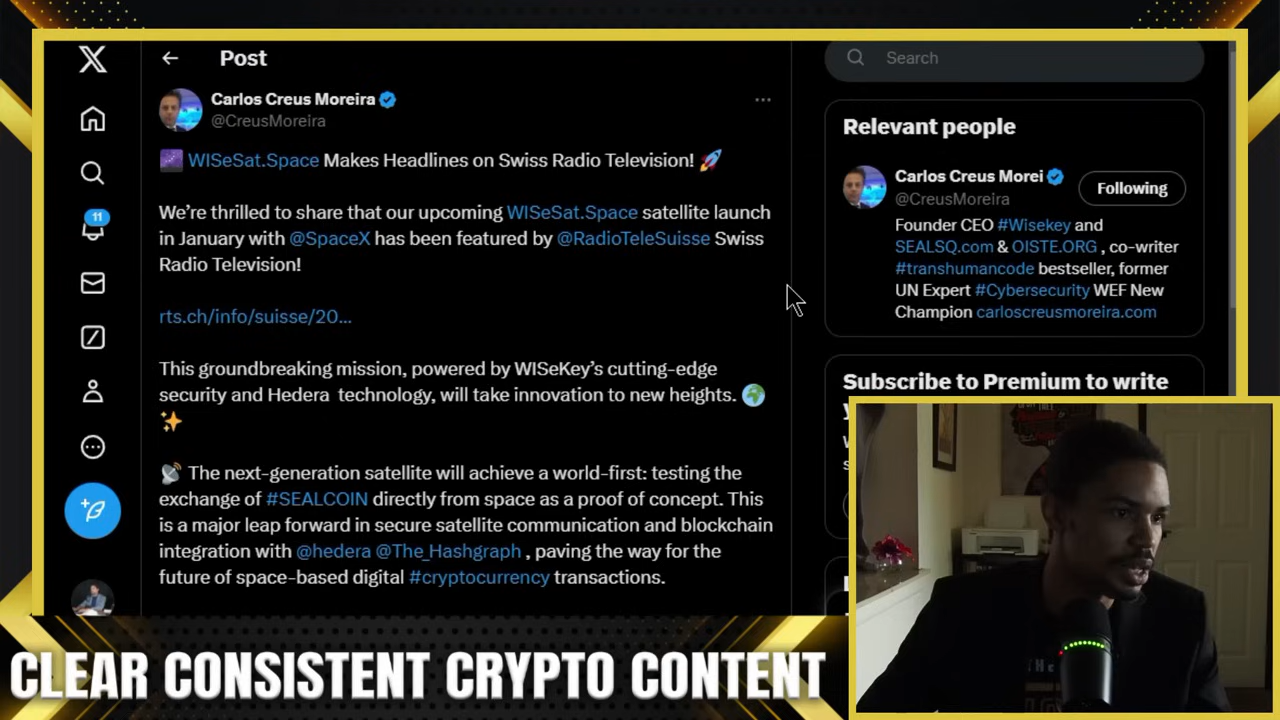 Post
Search
Carlos Creus Moreira
@CreusMoreira
WISeSat.Space Makes Headlines on Swiss Radio Television! 🚀
We're thrilled to share that our upcoming WISeSat.Space satellite launch
in January with @SpaceX has been featured by @RadioTeleSuisse Swiss
Radio Television!
rts.ch/info/suisse/20...
This groundbreaking mission, powered by WISeKey's cutting-edge
security and Hedera technology, will take innovation to new heights. 🌍
✨
📡 The next-generation satellite will achieve a world-first: testing the
exchange of #SEALCOIN directly from space as a proof of concept. This
is a major leap forward in secure satellite communication and blockchain
integration with @hedera @The_Hashgraph , paving the way for the
future of space-based digital #cryptocurrency transactions.
11
Relevant people
Carlos Creus Morei
Following
@CreusMoreira
Founder CEO #Wisekey and
SEALSQ.com & OISTE.ORG , co-writer
#transhumancode bestseller, former
UN Expert #Cybersecurity WEF New
Champion carloscreusmoreira.com
Subscribe to Premium to write
CLEAR CONSISTENT CRYPTO CONTENT